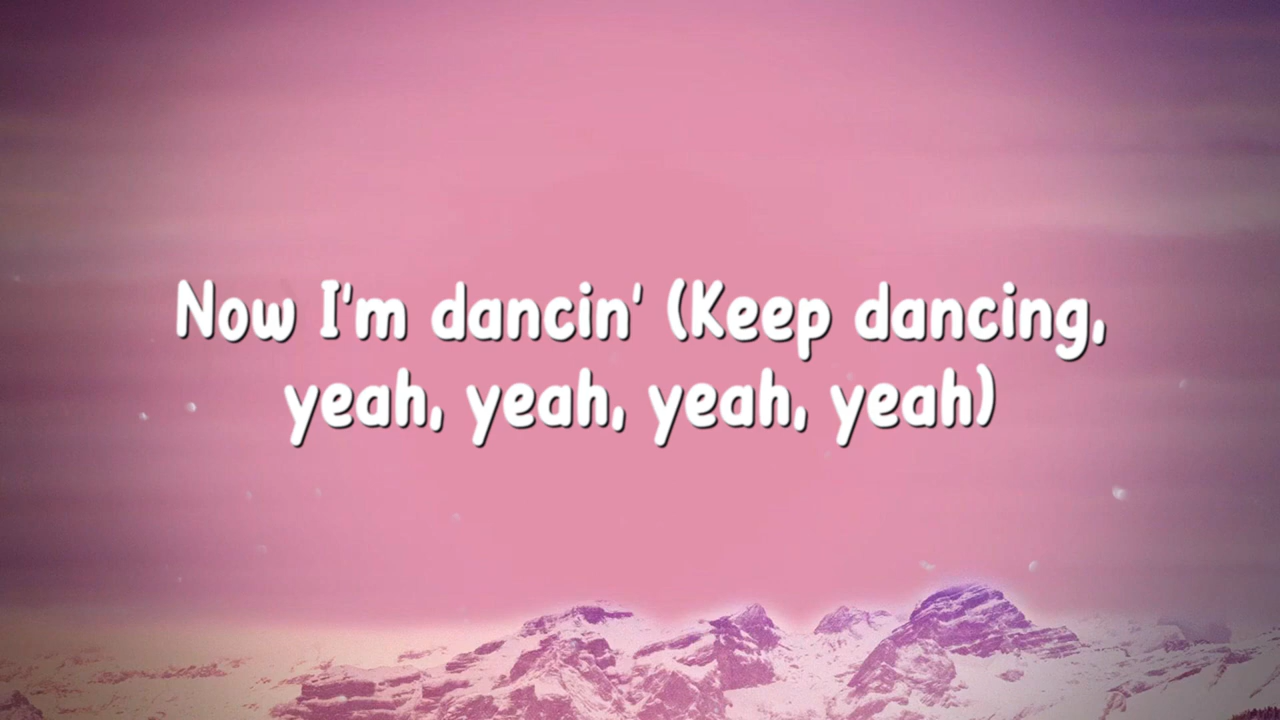 Now I'm dancin' (Keep dancing,
yeah, yeah, yeah, yeah)